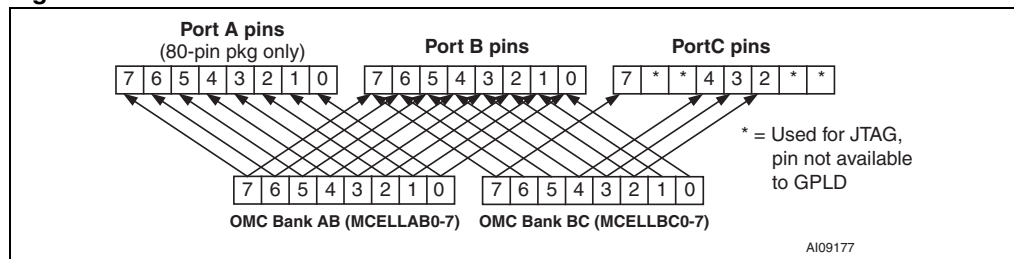 Port A pins
(80-pin pkg only)
Port B pins
PortC pins
7 6 5 4 3 2 1 0
7 6 5 4 3 2 1 0
7 * * 4 3 2 * *
* = Used for JTAG,
pin not available
to GPLD
7 6 5 4 3 2 1 0
7 6 5 4 3 2 1 0
OMC Bank AB (MCELLAB0-7)
OMC Bank BC (MCELLBC0-7)
AI09177